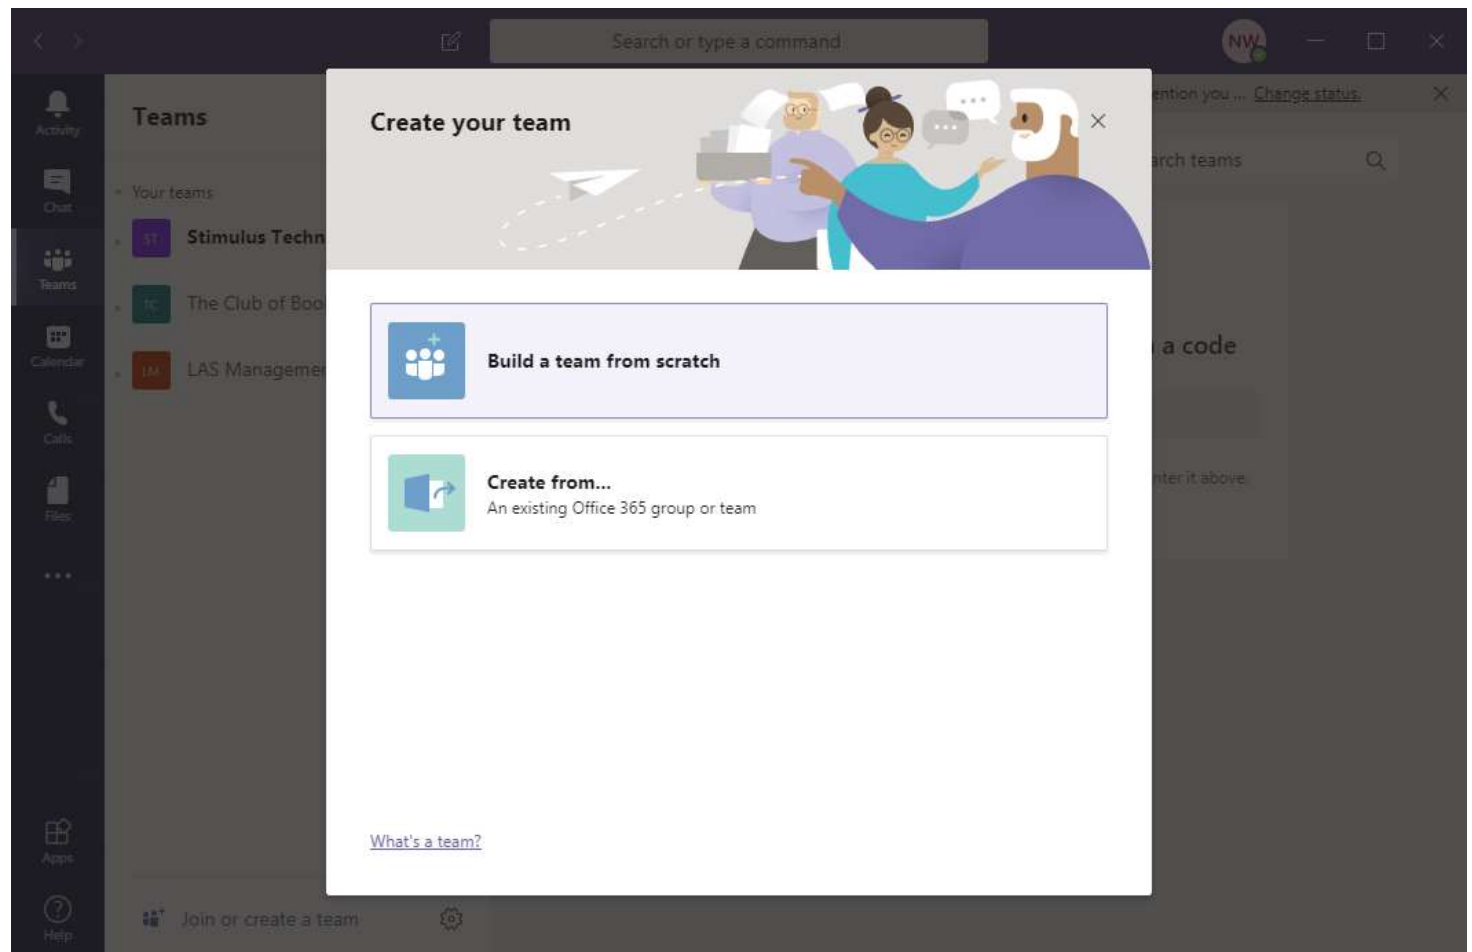 Search or type a command
NW
ention you ... Change status.
Activity
Chat
Teams
Calendar
Calls
Files
Apps
Help
Teams
Your teams
ST Stimulus Techn
TC The Club of Boo
LM LAS Managemen
Join or create a team
Create your team
Build a team from scratch
Create from...
An existing Office 365 group or team
What's a team?
arch teams
a code
nter it above.